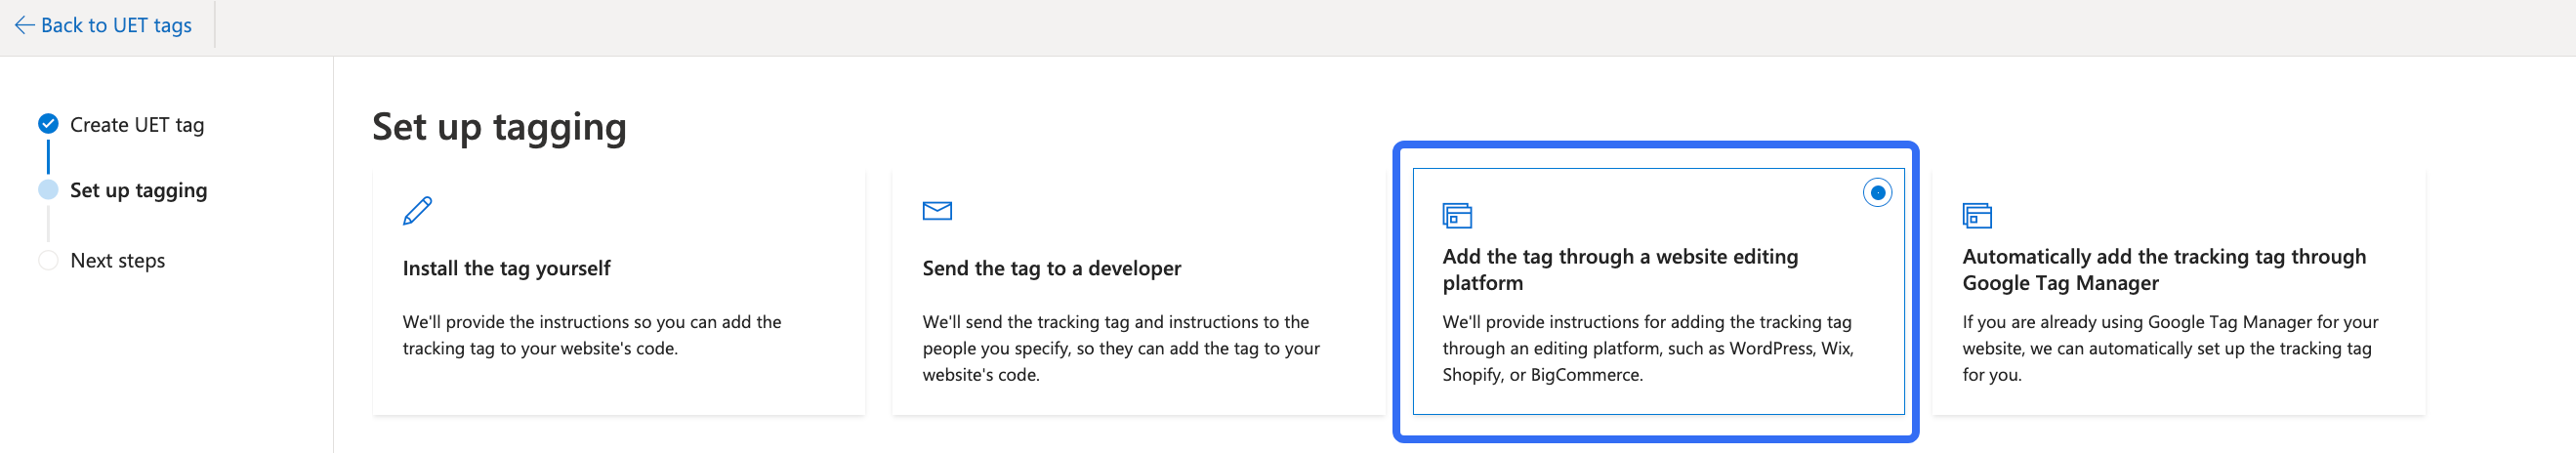 Back to UET tags
Create UET tag
Set up tagging
Next steps
Set up tagging
Install the tag yourself
We'll provide the instructions so you can add the
tracking tag to your website's code.
Send the tag to a developer
We'll send the tracking tag and instructions to the
people you specify, so they can add the tag to your
website's code.
Add the tag through a website editing
platform
We'll provide instructions for adding the tracking tag
through an editing platform, such as WordPress, Wix,
Shopify, or BigCommerce.
Automatically add the tracking tag through
Google Tag Manager
If you are already using Google Tag Manager for your
website, we can automatically set up the tracking tag
for you.